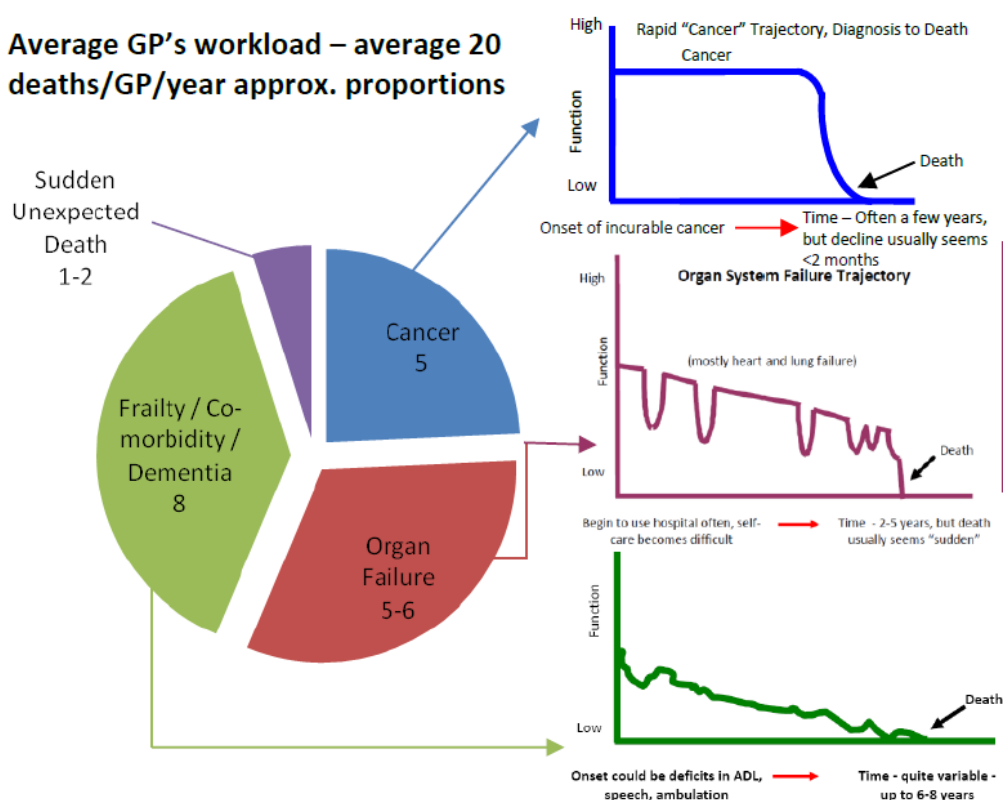 Average GP's workload – average 20
deaths/GP/year approx. proportions
Sudden
Unexpected
Death
1-2
Cancer
5
Frailty / Co-
morbidity /
Dementia
8
Organ
Failure
5-6
High
Rapid “Cancer” Trajectory, Diagnosis to Death
Cancer
Function
Death
Low
Onset of incurable cancer
Time – Often a few years,
but decline usually seems
<2 months
High
Organ System Failure Trajectory
Function
(mostly heart and lung failure)
Low
Death
Begin to use hospital often, self-
care becomes difficult
Time - 2-5 years, but death
usually seems “sudden”
Function
Low
Death
Onset could be deficits in ADL,
speech, ambulation
Time - quite variable -
up to 6-8 years